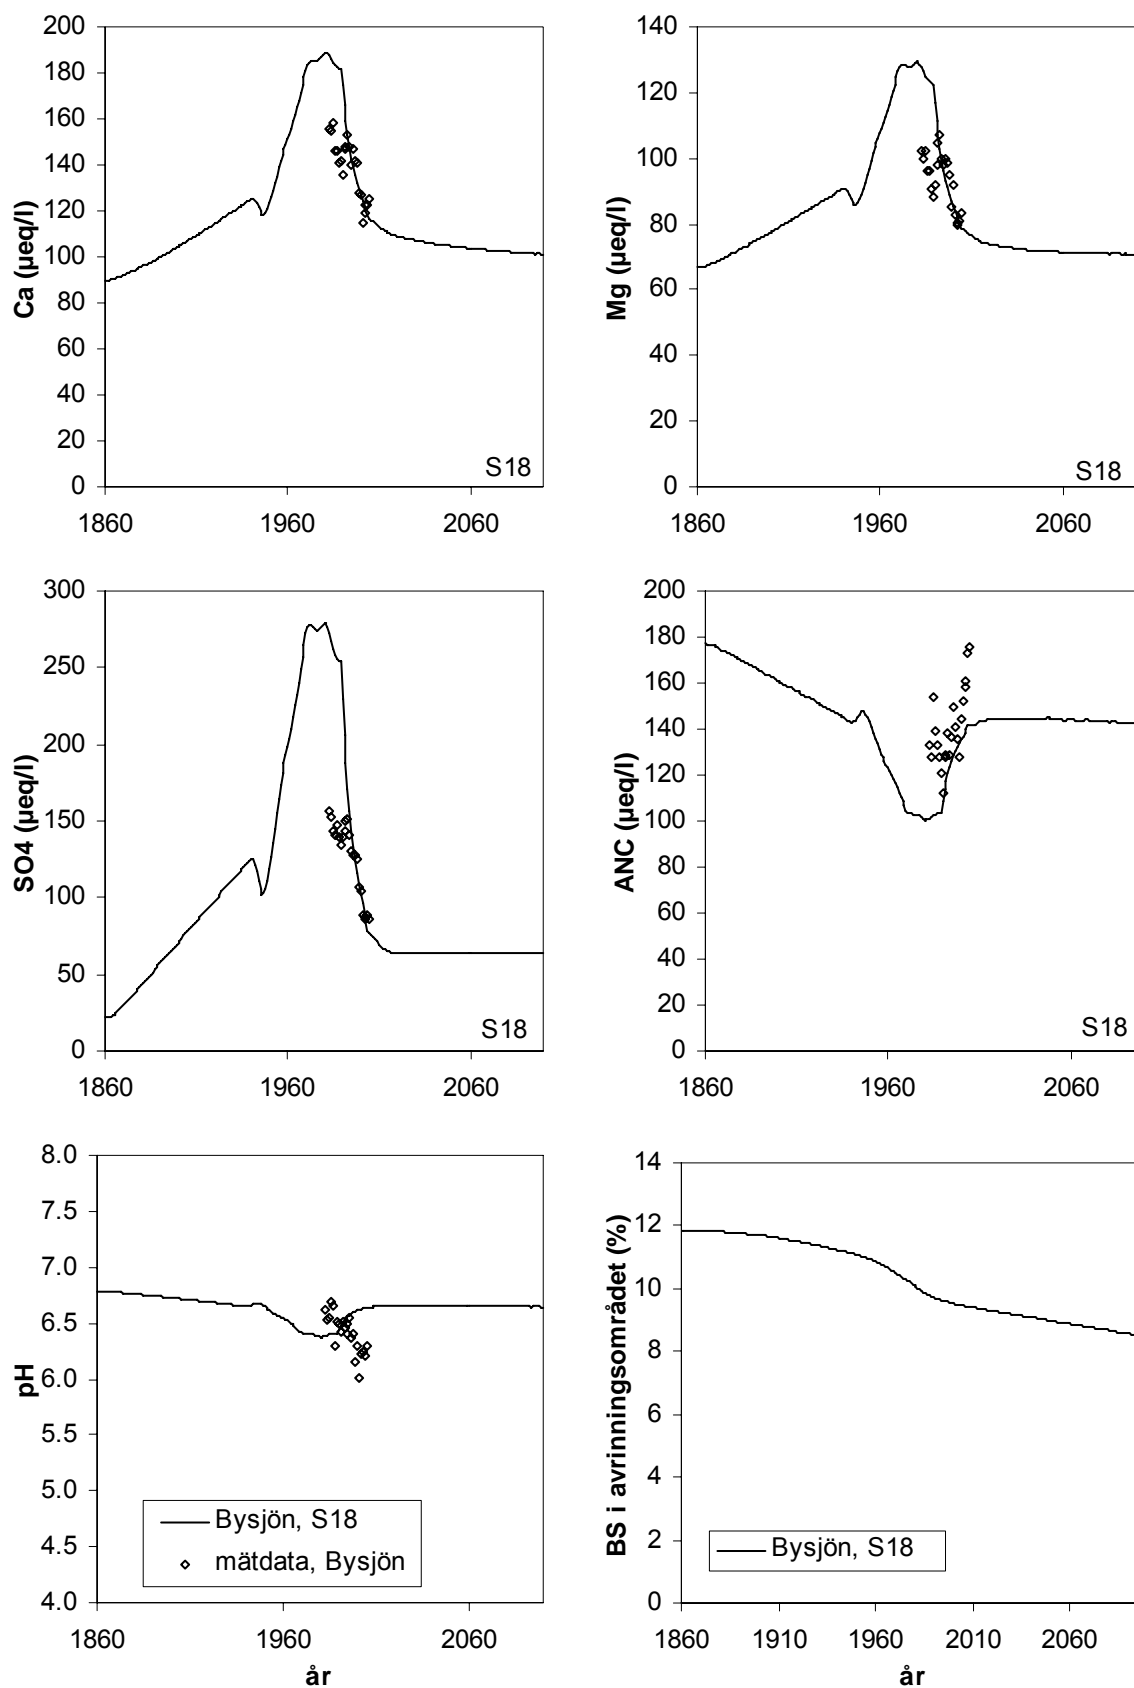 200
180
160
140
120
100
80
60
40
20
0
Ca (µeq/l)
S18
1860 1960 2060
140
120
100
80
60
40
20
0
Mg (µeq/l)
S18
1860 1960 2060
300
250
200
150
100
50
0
SO4 (µeq/l)
S18
1860 1960 2060
200
180
160
140
120
100
80
60
40
20
0
ANC (µeq/l)
S18
1860 1960 2060
8.0
7.5
7.0
6.5
6.0
5.5
5.0
4.5
4.0
pH
Bysjön, S18
mätdata, Bysjön
1860 1960 2060
år
14
12
10
8
6
4
2
0
BS i avrinningsområdet (%)
Bysjön, S18
1860 1910 1960 2010 2060
år